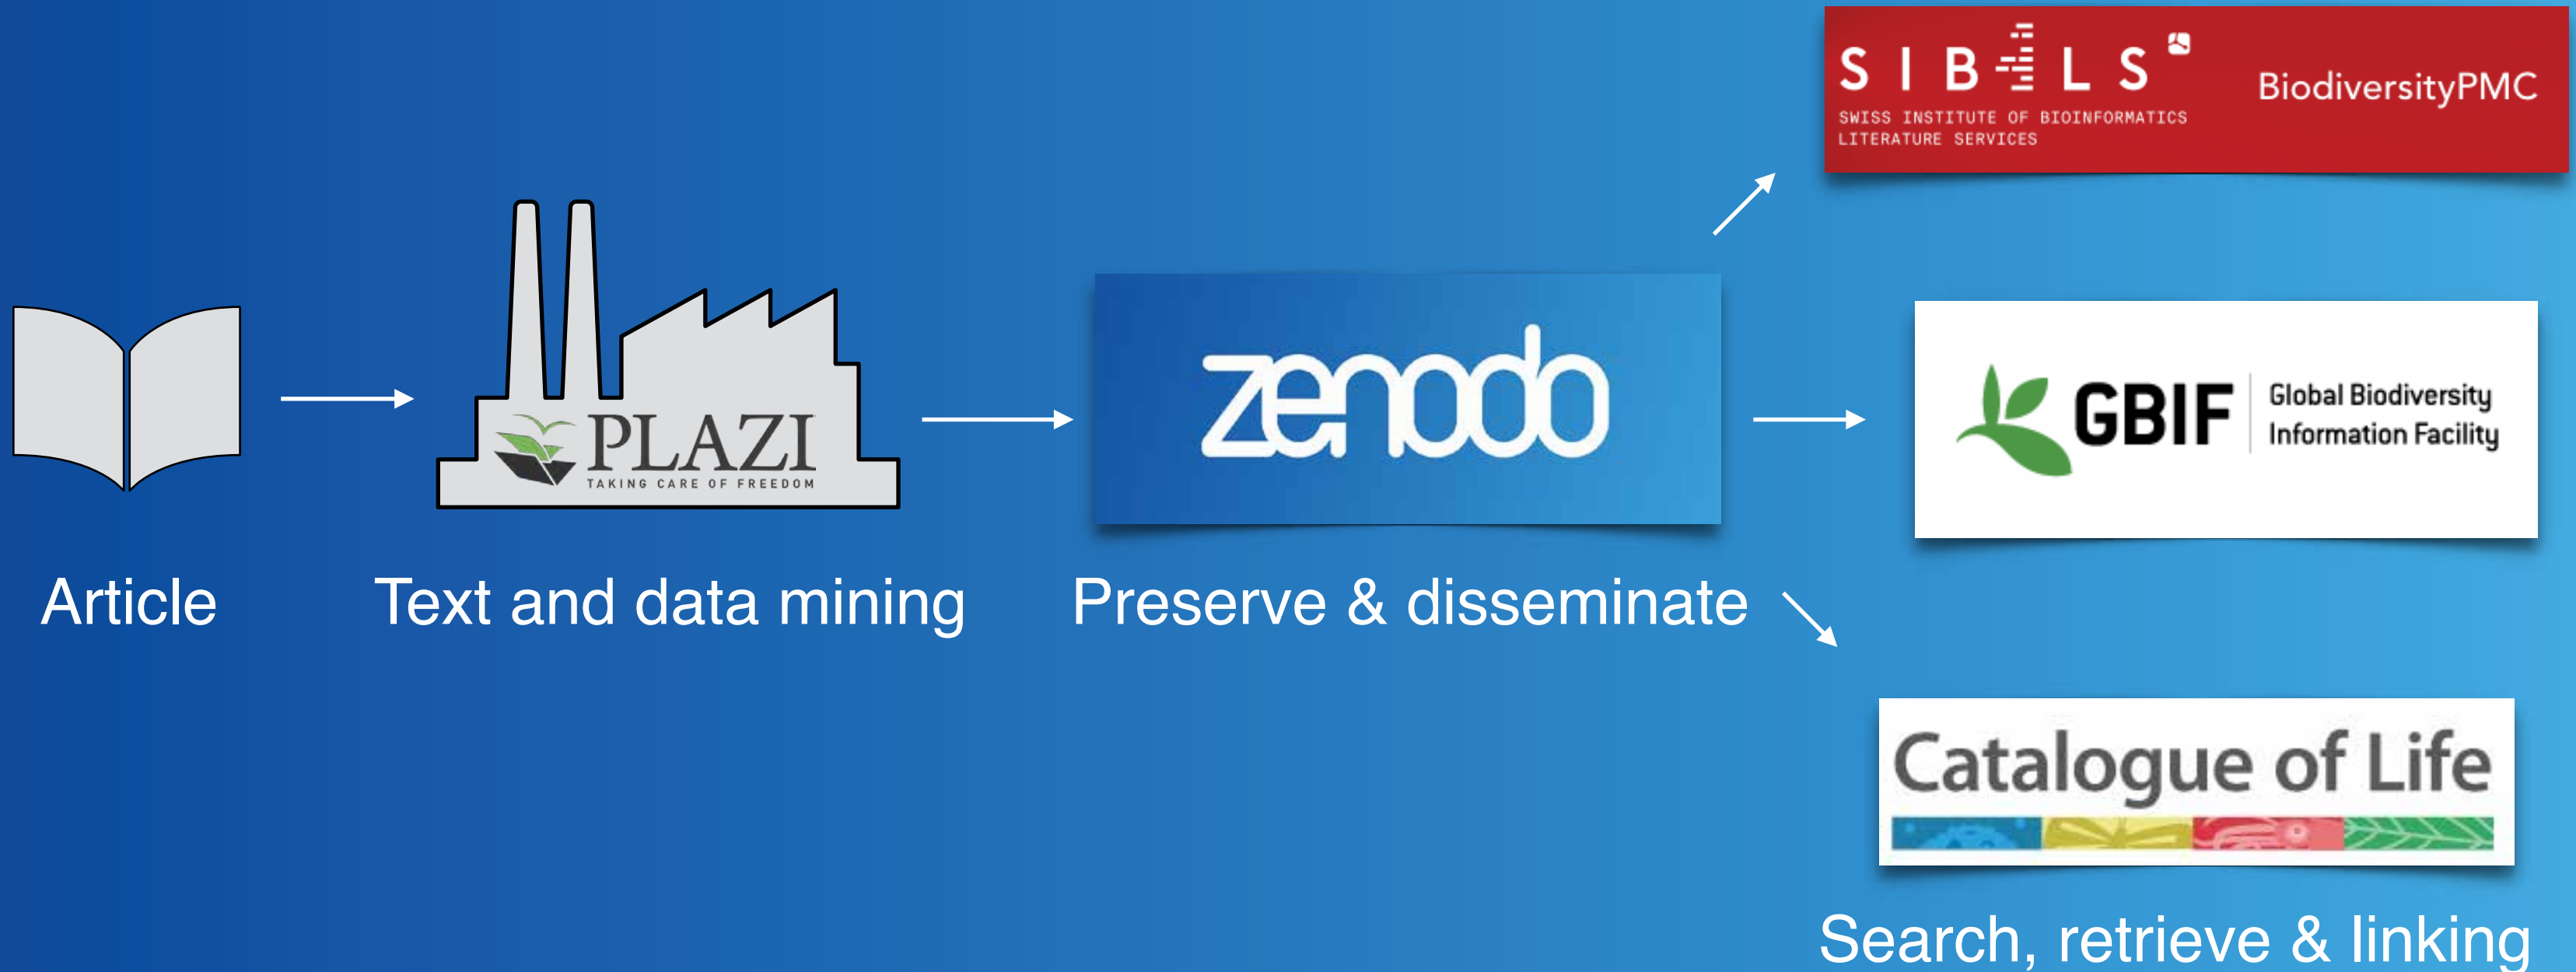 SIBiLS
SWISS INSTITUTE OF BIOINFORMATICS
LITERATURE SERVICES
BiodiversityPMC
PLAZI
TAKING CARE OF FREEDOM
zenodo
GBIF
Global Biodiversity
Information Facility
Article
Text and data mining
Preserve & disseminate
Catalogue of Life
Search, retrieve & linking